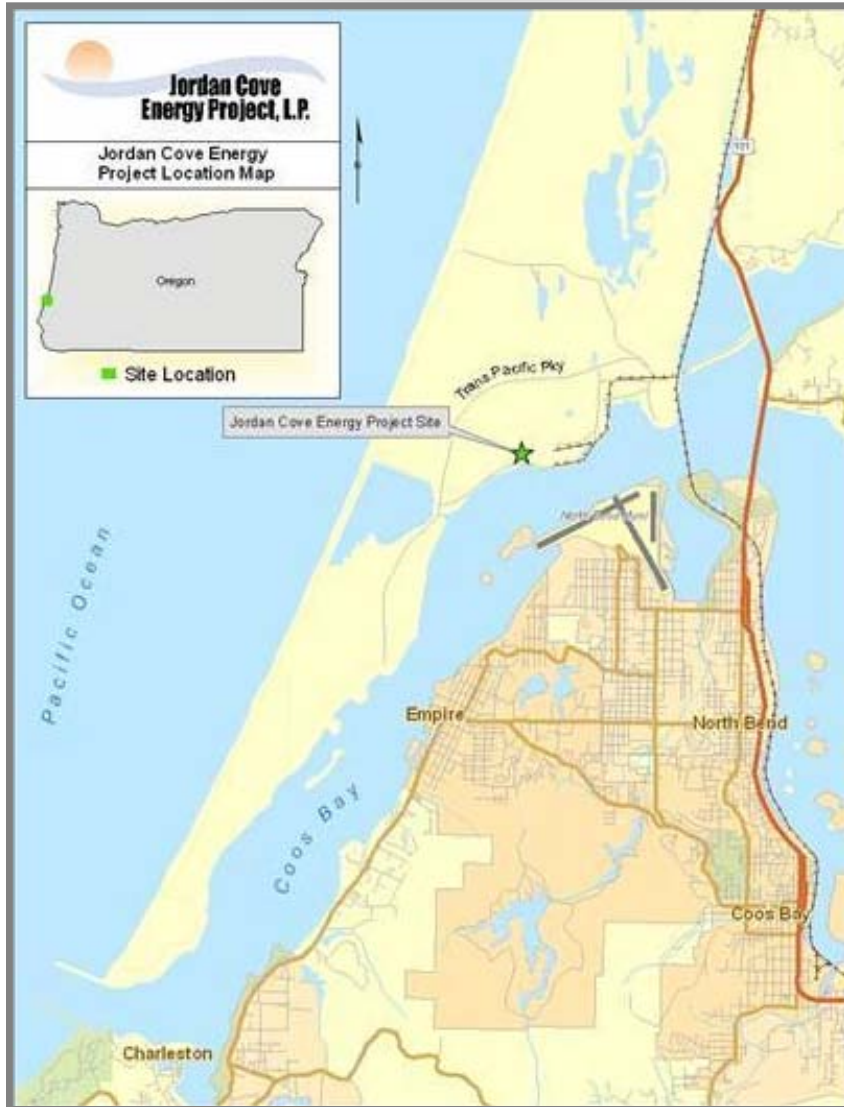 Jordan Cove
Energy Project, L.P.
Jordan Cove Energy
Project Location Map
Oregon
Site Location
101
Trans Pacific Pky
Jordan Cove Energy Project Site
Pacific Ocean
Coos Bay
Empire
North Bend
Coos Bay
Charleston